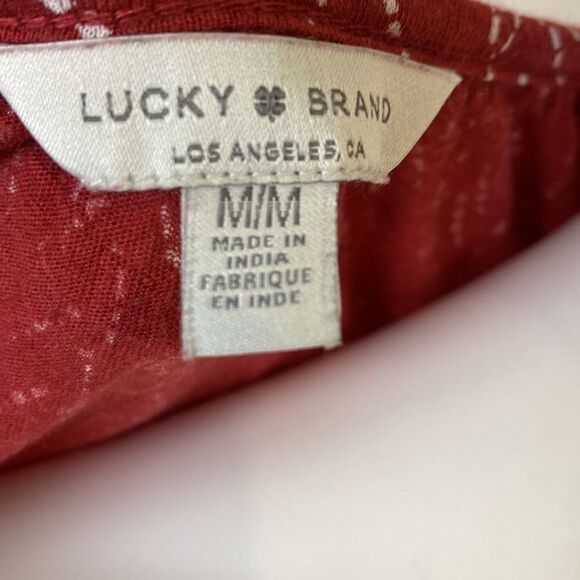 LUCKY BRAND
LOS ANGELES, CA
M/M
MADE IN
INDIA
FABRIQUE
EN INDE